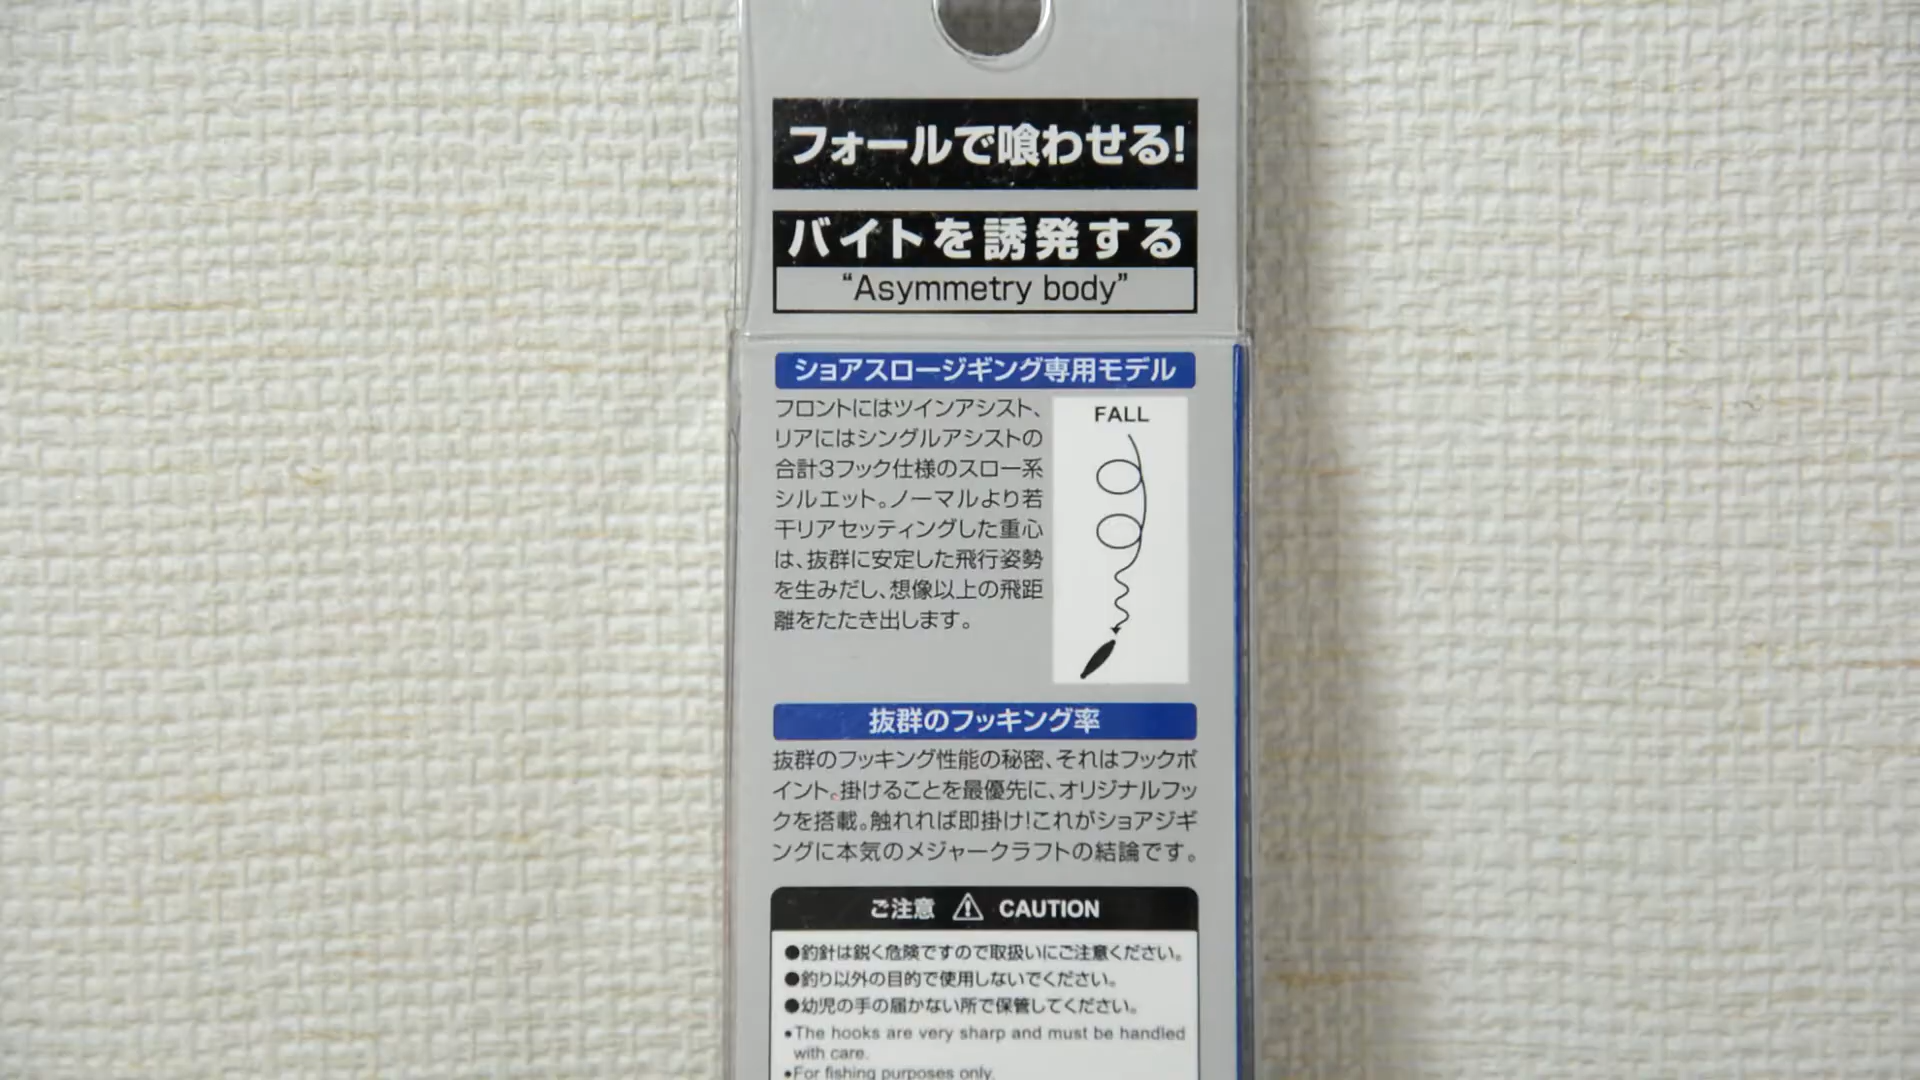 フォールで喰わせる!
バイトを誘発する
“Asymmetry body”
ショアスロージギング専用モデル
フロントにはツインアシスト、
リアにはシングルアシストの
合計3フック仕様のスロー系
シルエット。ノーマルより若
干リアセッティングした重心
は、抜群に安定した飛行姿勢
を生みだし、想像以上の飛距
離をたたき出します。
FALL
抜群のフッキング率
抜群のフッキング性能の秘密、それはフックポ
イント。掛けることを最優先に、オリジナルフッ
クを搭載。触れれば即掛け!これがショアジギ
ングに本気のメジャークラフトの結論です。
ご注意 ⚠ CAUTION
●釣針は鋭く危険ですので取扱いにご注意ください。
●釣り以外の目的で使用しないでください。
●幼児の手の届かない所で保管してください。
•The hooks are very sharp and must be handled
with care.
•For fishing purposes only.